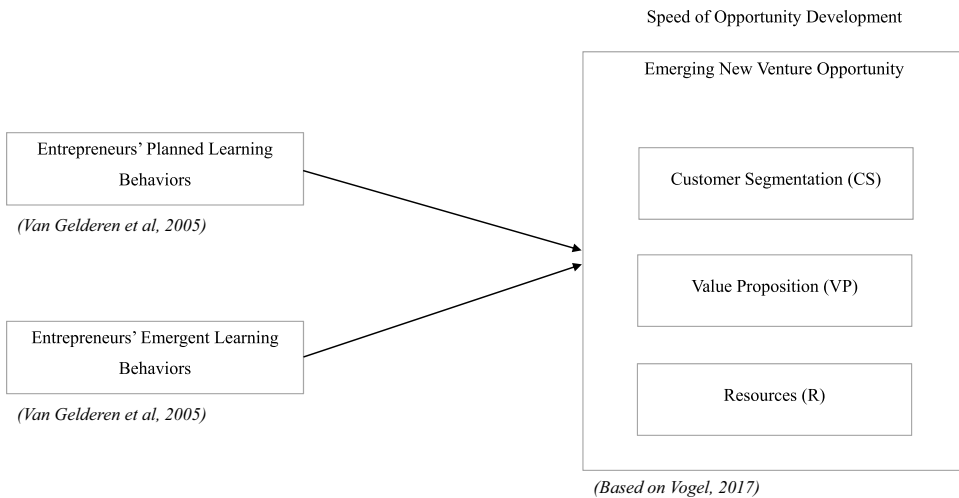 Speed of Opportunity Development
Emerging New Venture Opportunity
Entrepreneurs’ Planned Learning
Behaviors
(Van Gelderen et al, 2005)
Customer Segmentation (CS)
Value Proposition (VP)
Entrepreneurs’ Emergent Learning
Behaviors
(Van Gelderen et al, 2005)
Resources (R)
(Based on Vogel, 2017)